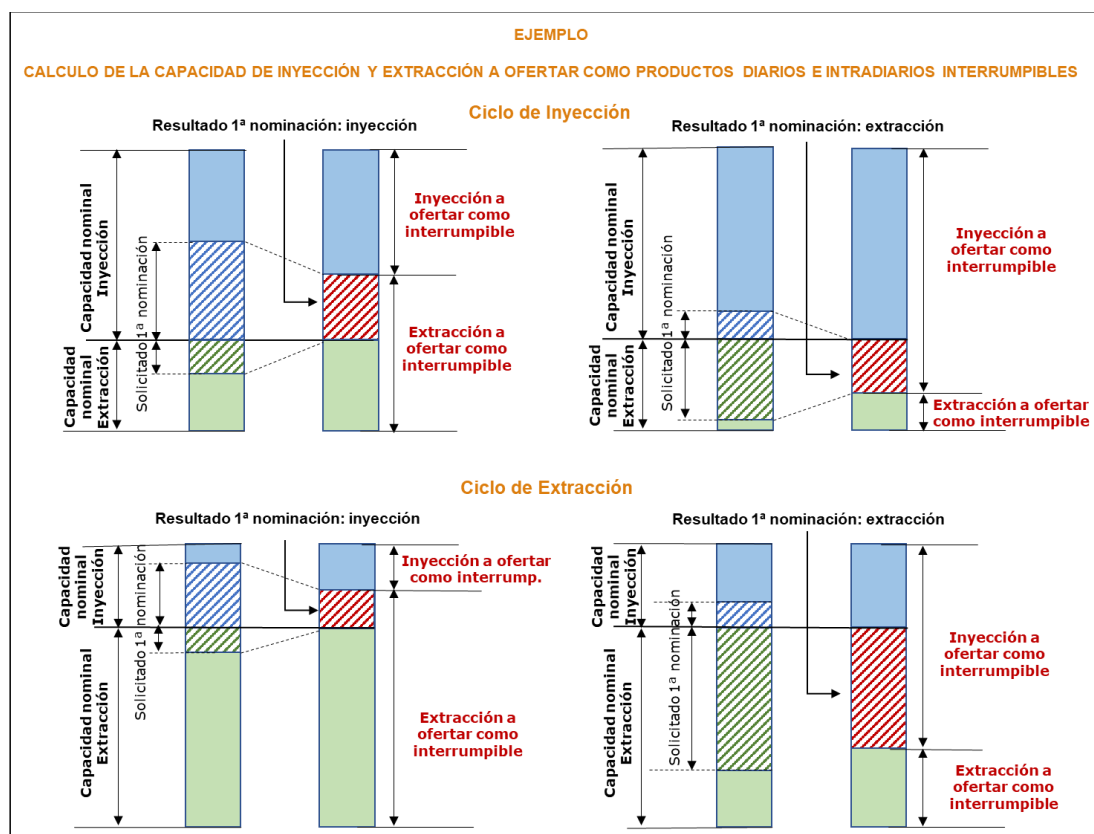 EJEMPLO
CALCULO DE LA CAPACIDAD DE INYECCIÓN Y EXTRACCIÓN A OFERTAR COMO PRODUCTOS DIARIOS E INTRADIARIOS INTERRUMPIBLES
Ciclo de Inyección
Resultado 1ª nominación: inyección
Capacidad nominal
Inyección
Capacidad
nominal
Extracción
Solicitado 1ª nominación
Inyección a
ofertar como
interrumpible
Extracción a
ofertar como
interrumpible
Resultado 1ª nominación: extracción
Capacidad nominal
Inyección
Capacidad
nominal
Extracción
Solicitado 1ª nominación
Inyección a
ofertar como
interrumpible
Extracción a ofertar
como interrumpible
Ciclo de Extracción
Resultado 1ª nominación: inyección
Capacidad
nominal
Inyección
Capacidad nominal
Extracción
Solicitado 1ª nominación
Inyección a ofertar
como interrump.
Extracción a
ofertar como
interrumpible
Resultado 1ª nominación: extracción
Capacidad
nominal
Inyección
Capacidad nominal
Extracción
Solicitado 1ª nominación
Inyección a
ofertar como
interrumpible
Extracción a
ofertar como
interrumpible